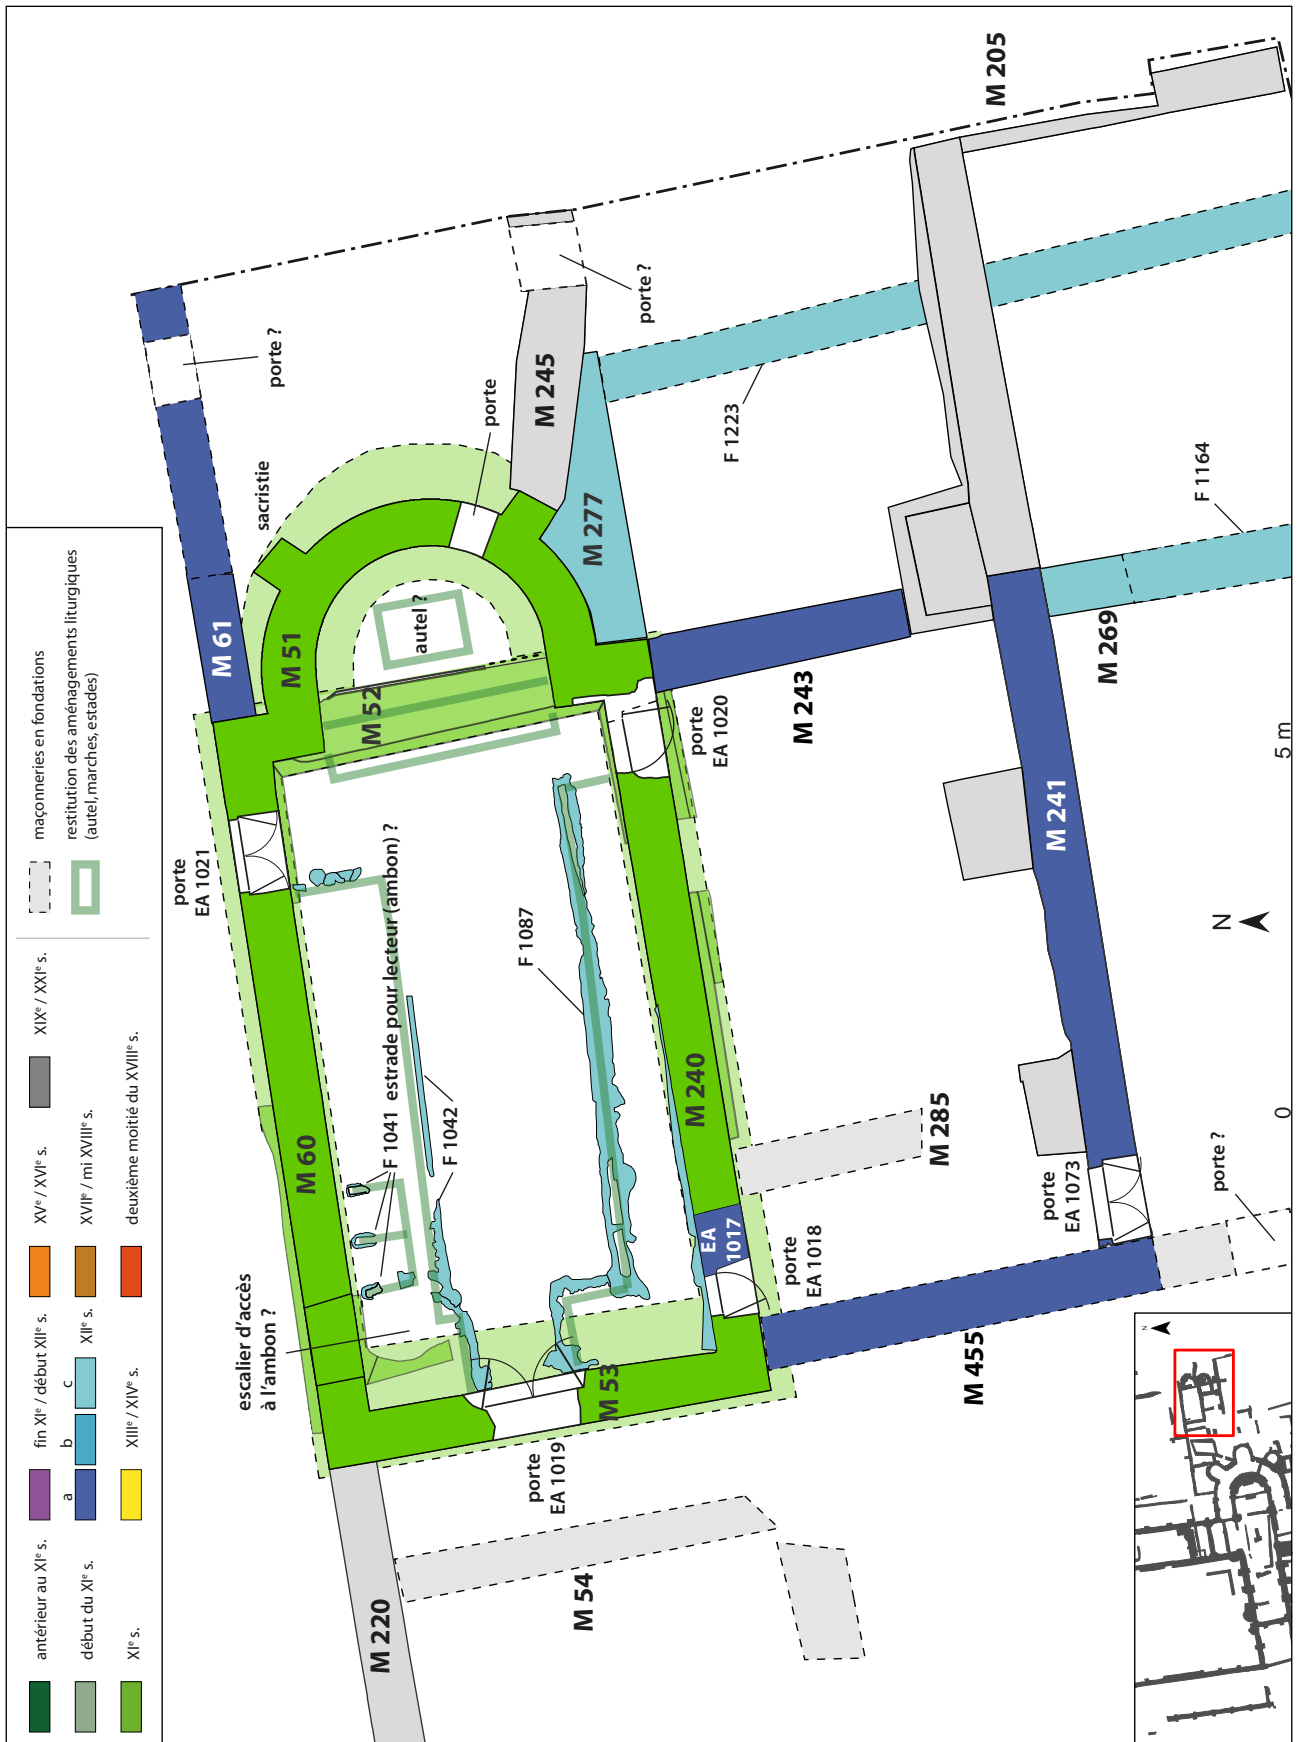 antérieur au XIᵉ s.
début du XIᵉ s.
XIᵉ s.
fin XIᵉ / début XIIᵉ s.
a
b
c
XIIᵉ s.
XIIIᵉ / XIVᵉ s.
XVᵉ / XVIᵉ s.
XVIIᵉ / mi XVIIIᵉ s.
deuxième moitié du XVIIIᵉ s.
XIXᵉ / XXIᵉ s.
maçonneries en fondations
restitution des aménagements liturgiques
(autel, marches, estades)
M 205
porte ?
porte ?
porte
M 245
sacristie
M 61
M 51
M 52
autel ?
M 277
F 1223
F 1164
M 269
M 243
porte
EA 1020
porte
EA 1021
estrade pour lecteur (ambon) ?
F 1041
F 1042
F 1087
M 60
M 240
M 241
M 285
EA
1017
porte
EA 1018
porte
EA 1073
porte ?
escalier d'accès
à l'ambon ?
M 53
porte
EA 1019
M 455
M 54
M 220
N
0
5 m
N